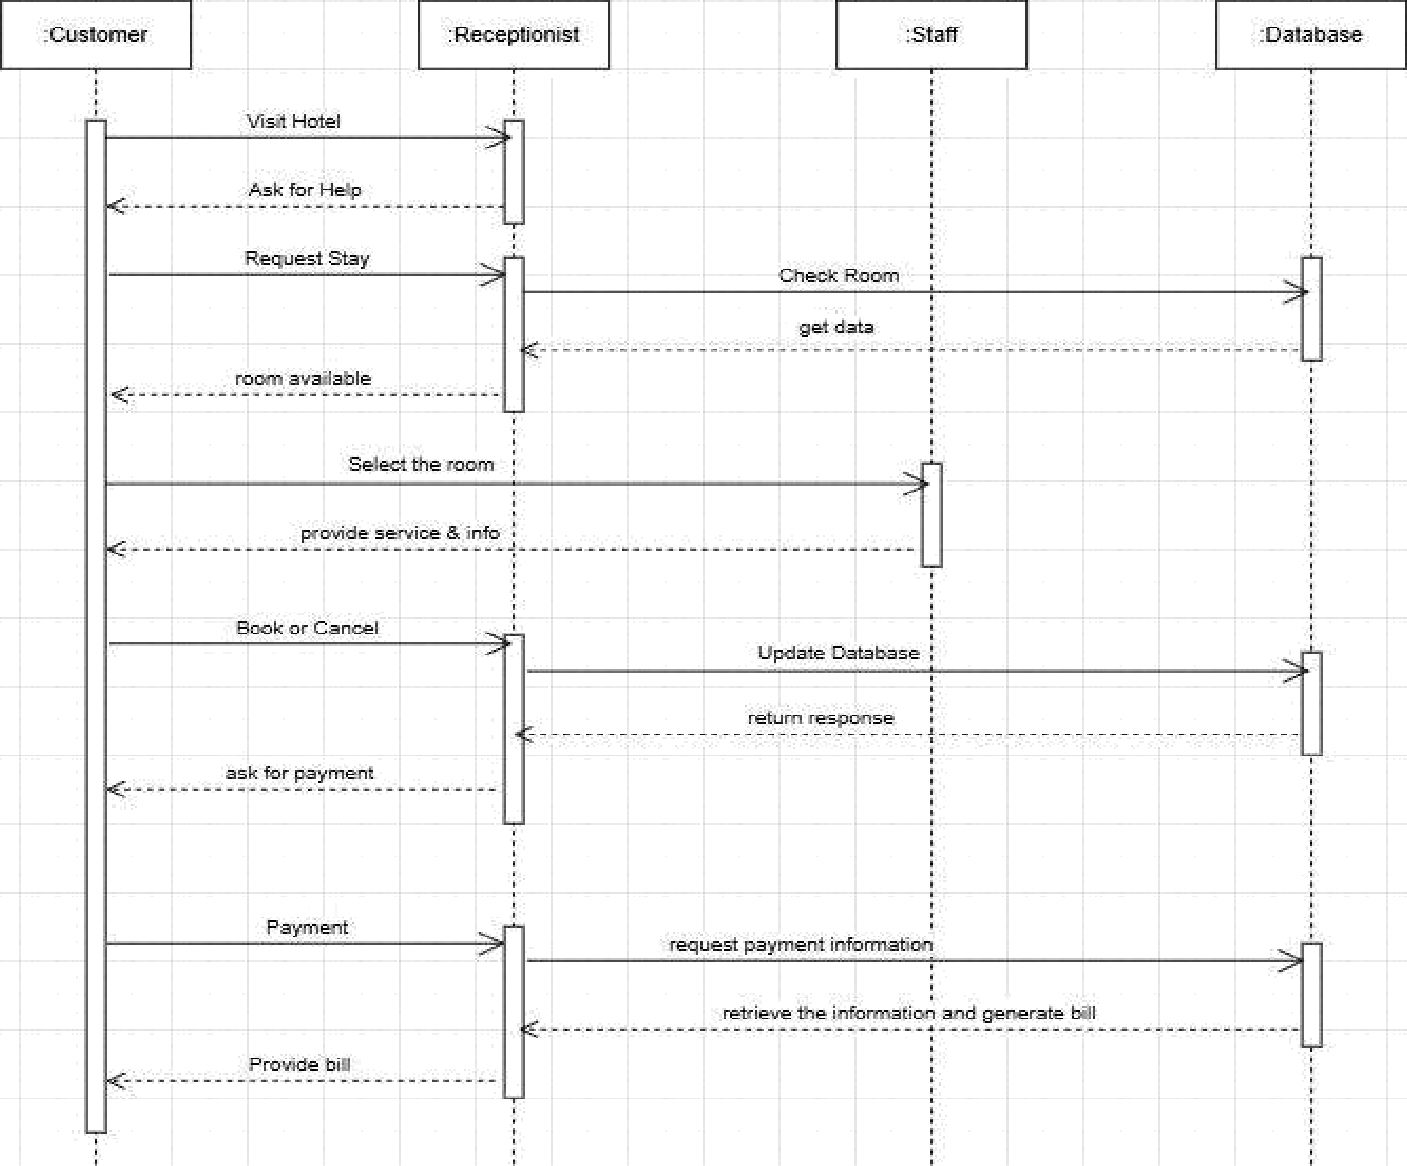 :Customer
:Receptionist
:Staff
:Database
Visit Hotel
Ask for Help
Request Stay
Check Room
get data
room available
Select the room
provide service & info
Book or Cancel
Update Database
return response
ask for payment
Payment
request payment information
retrieve the information and generate bill
Provide bill